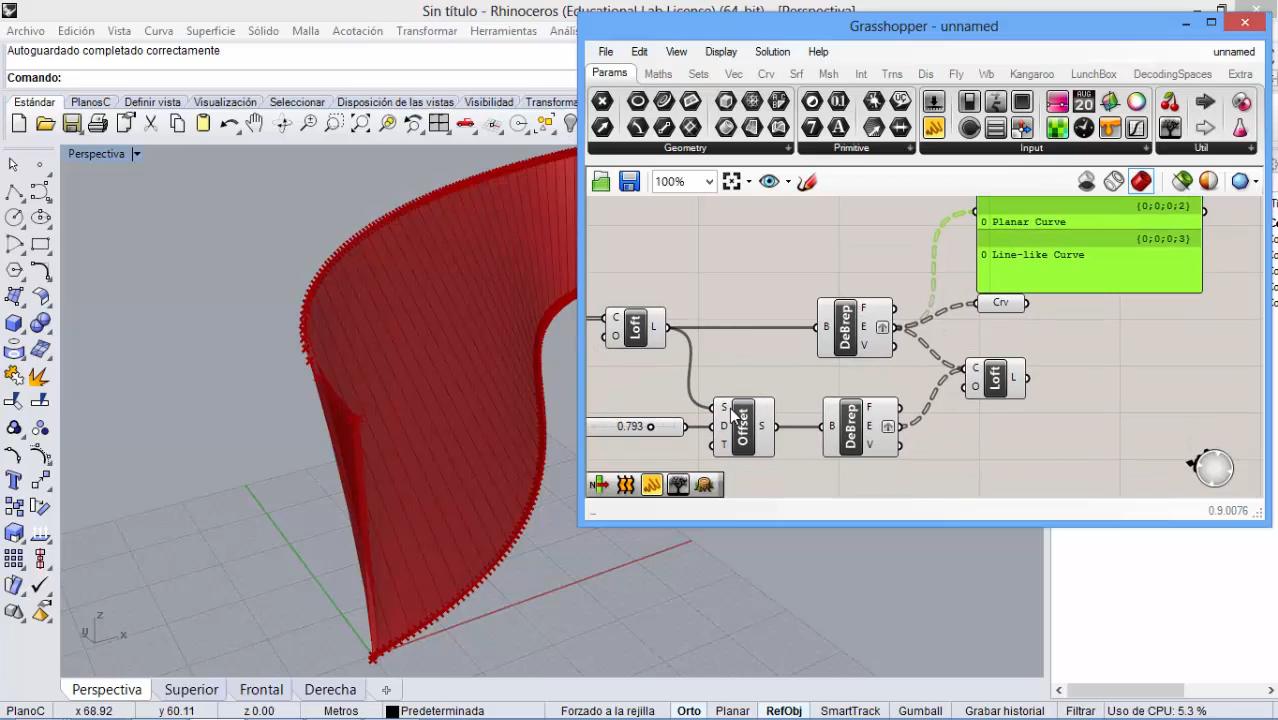 Sin título - Rhinoceros (Educational Lab License) (64-bit) - [Perspectiva]
Archivo Edición Vista Curva Superficie Sólido Malla Acotación Transformar Herramientas
Autoguardado completado correctamente
Comando:
Estándar PlanosC Definir vista Visualización Seleccionar Disposición de las vistas Visibilidad
Perspectiva
Grasshopper - unnamed
File Edit View Display Solution Help unnamed
Params Maths Sets Vec Crv Srf Msh Int Trns Dis Fly Wb Kangaroo LunchBox DecodingSpaces Extra
Geometry Primitive Input Util
100%
{0;0;0;2}
0 Planar Curve
{0;0;0;3}
0 Line-like Curve
C O Loft L
B DeBrep F E V
Crv
C O Loft L
0.793
S D T Offset S
B DeBrep F E V
0.9.0076
z
y x
Perspectiva Superior Frontal Derecha
PlanoC x 68.92 y 60.11 z 0.00 Metros Predeterminada Forzado a la rejilla Orto Planar RefObj SmartTrack Gumball Grabar historial Filtrar Uso de CPU: 5.3 %